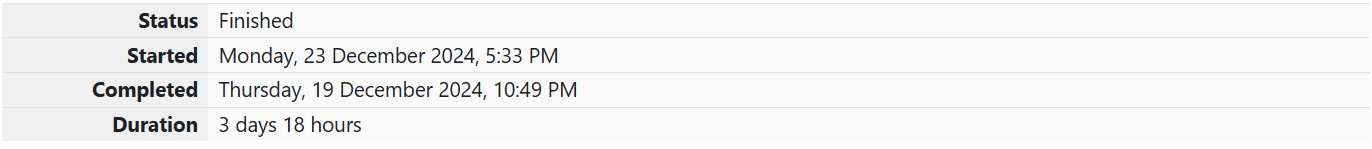 Status Finished
Started Monday, 23 December 2024, 5:33 PM
Completed Thursday, 19 December 2024, 10:49 PM
Duration 3 days 18 hours